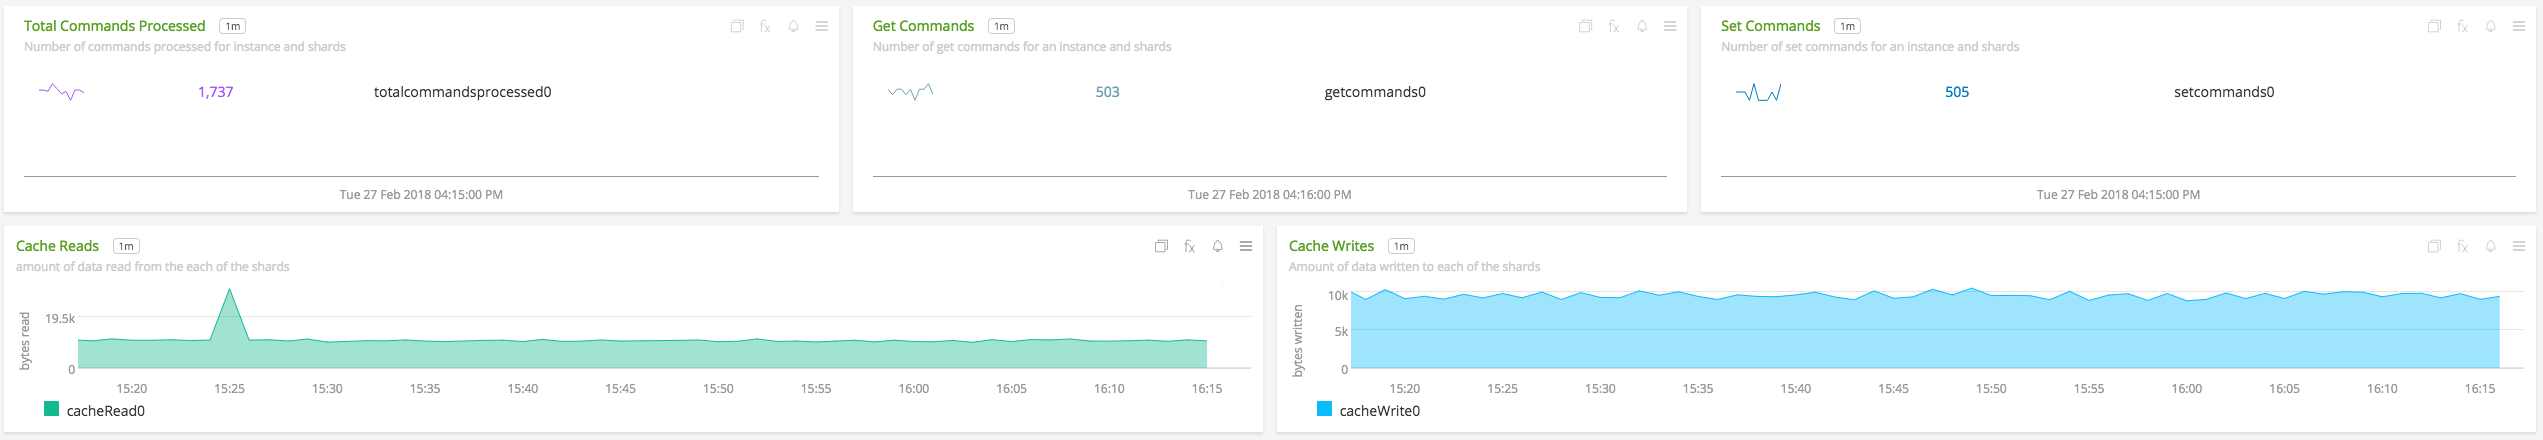 Total Commands Processed 1m
Number of commands processed for instance and shards
1,737 totalcommandsprocessed0
Tue 27 Feb 2018 04:15:00 PM
Get Commands 1m
Number of get commands for an instance and shards
503 getcommands0
Tue 27 Feb 2018 04:16:00 PM
Set Commands 1m
Number of set commands for an instance and shards
505 setcommands0
Tue 27 Feb 2018 04:15:00 PM
Cache Reads 1m
amount of data read from the each of the shards
bytes read
19.5k
0
15:20 15:25 15:30 15:35 15:40 15:45 15:50 15:55 16:00 16:05 16:10 16:15
cacheRead0
Cache Writes 1m
Amount of data written to each of the shards
bytes written
10k
5k
0
15:20 15:25 15:30 15:35 15:40 15:45 15:50 15:55 16:00 16:05 16:10 16:15
cacheWrite0